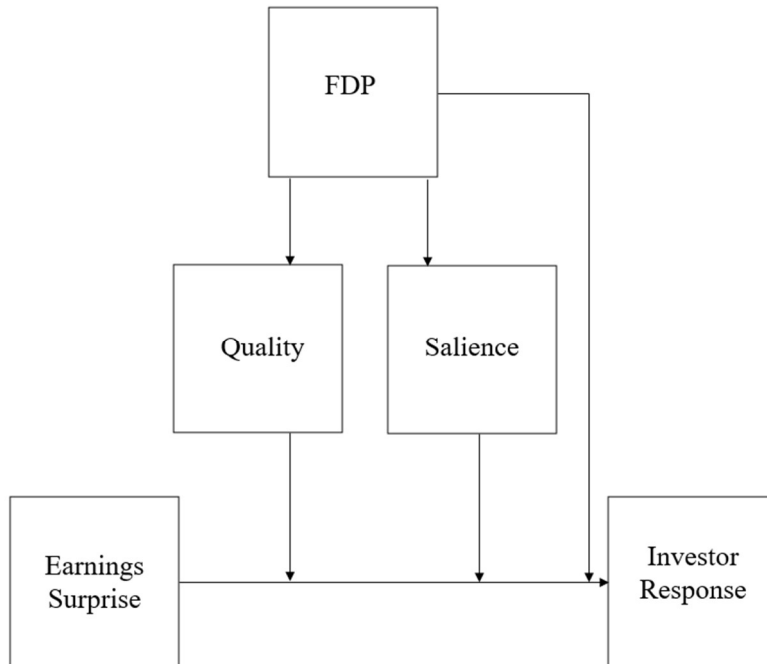 FDP
Quality
Salience
Earnings
Surprise
Investor
Response